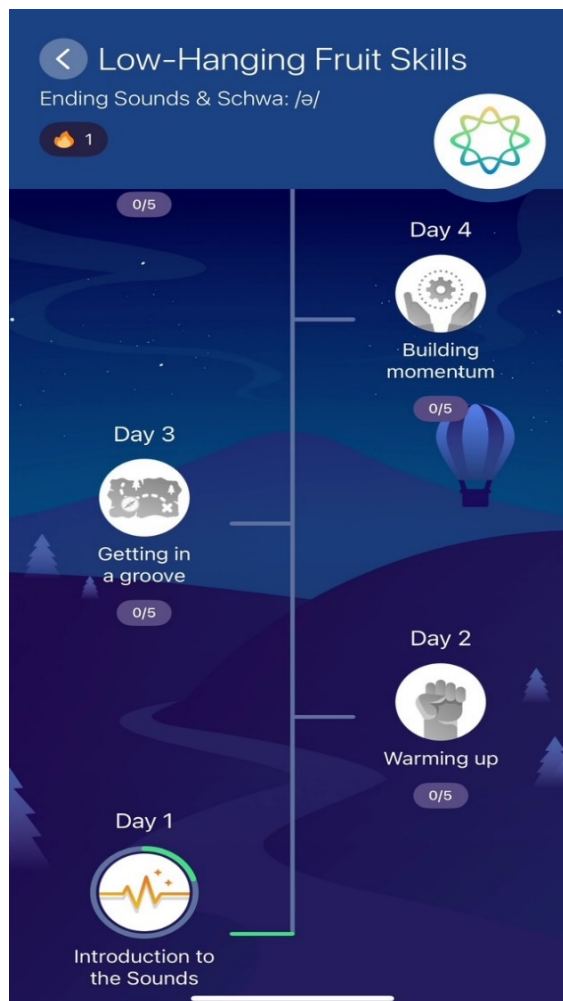 Low-Hanging Fruit Skills
Ending Sounds & Schwa: /ə/
1
0/5
Day 4
Building
momentum
0/5
Day 3
Getting in
a groove
0/5
Day 2
Warming up
0/5
Day 1
Introduction to
the Sounds